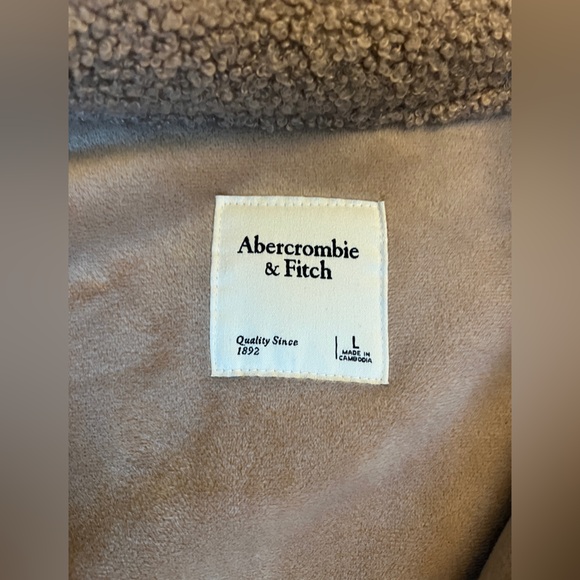 Abercrombie
& Fitch
Quality Since
1892
L
MADE IN
CAMBODIA